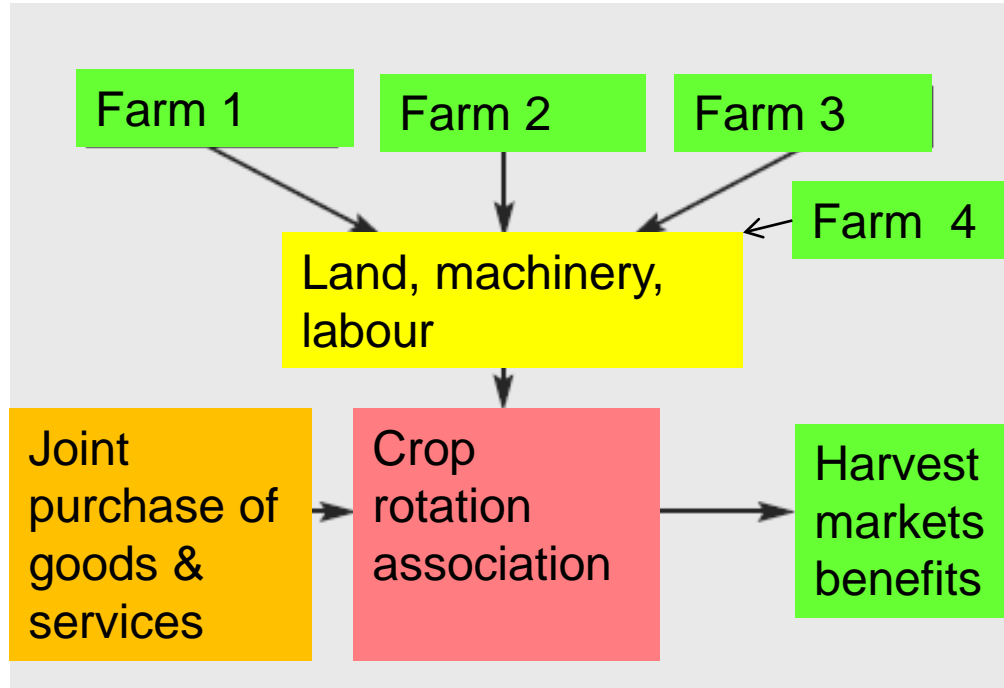 Farm 1
Farm 2
Farm 3
Farm 4
Land, machinery,
labour
Joint
purchase of
goods &
services
Crop
rotation
association
Harvest
markets
benefits